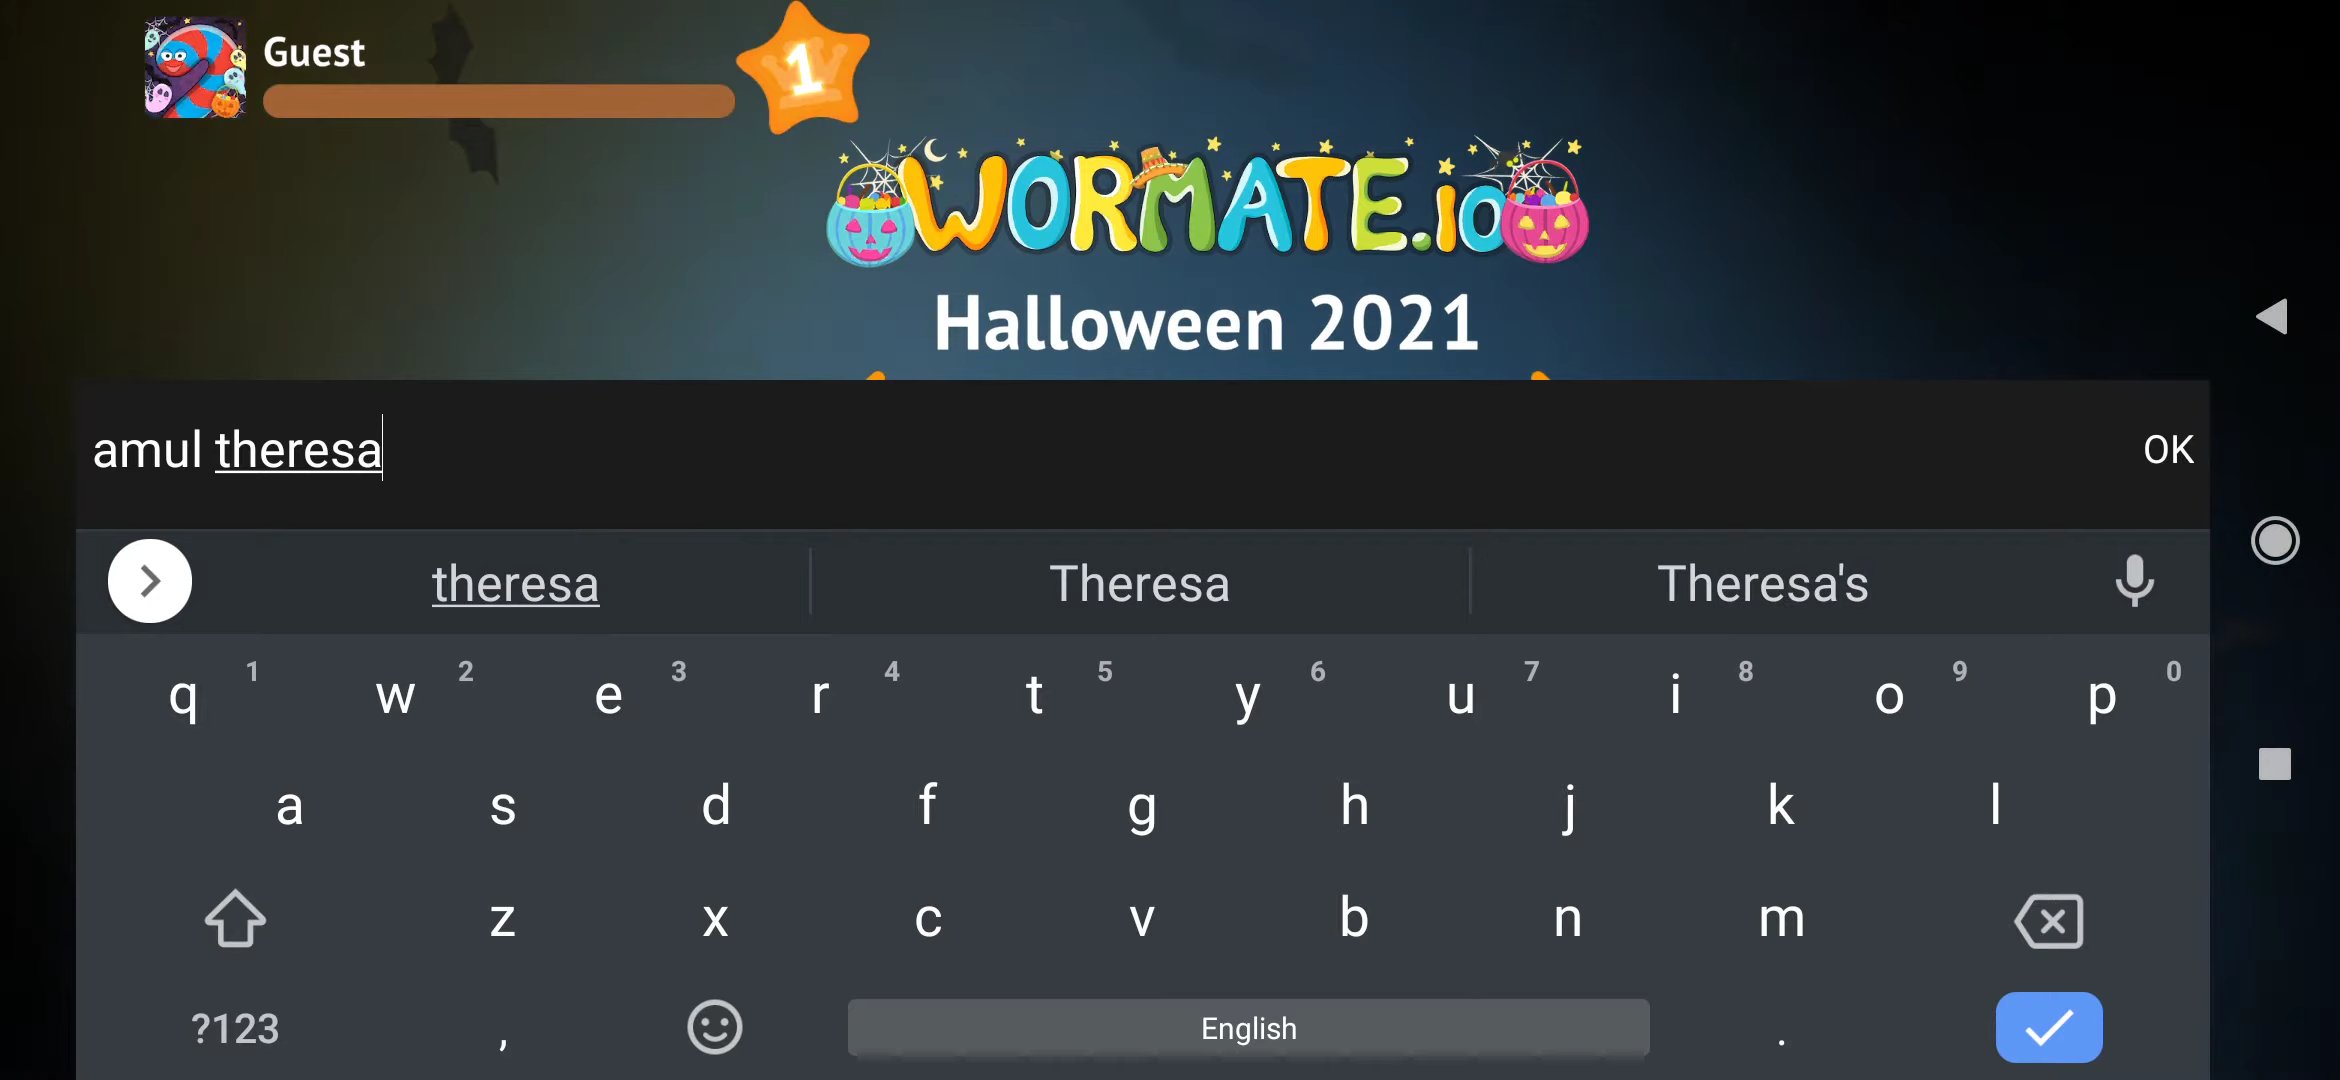 Guest
1
WORMATE.io
Halloween 2021
amul theresa
OK
theresa Theresa Theresa's
q 1 w 2 e 3 r 4 t 5 y 6 u 7 i 8 o 9 p 0
a s d f g h j k l
z x c v b n m
?123 , English .